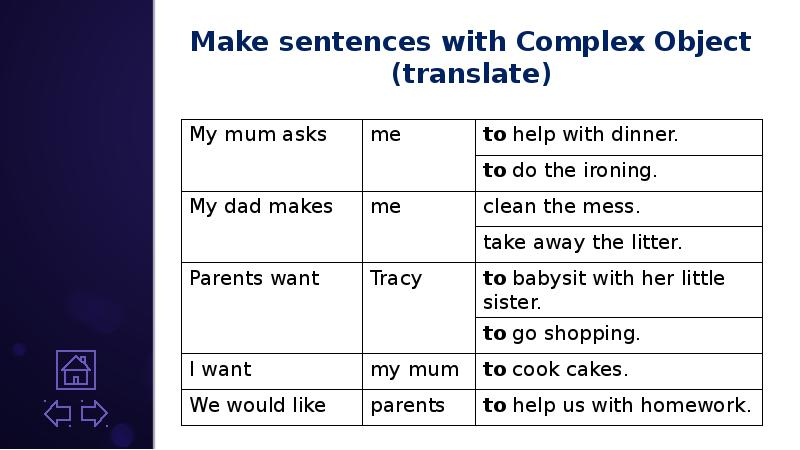 Make sentences with Complex Object
(translate)
My mum asks me to help with dinner.
to do the ironing.
My dad makes me clean the mess.
take away the litter.
Parents want Tracy to babysit with her little
sister.
to go shopping.
I want my mum to cook cakes.
We would like parents to help us with homework.